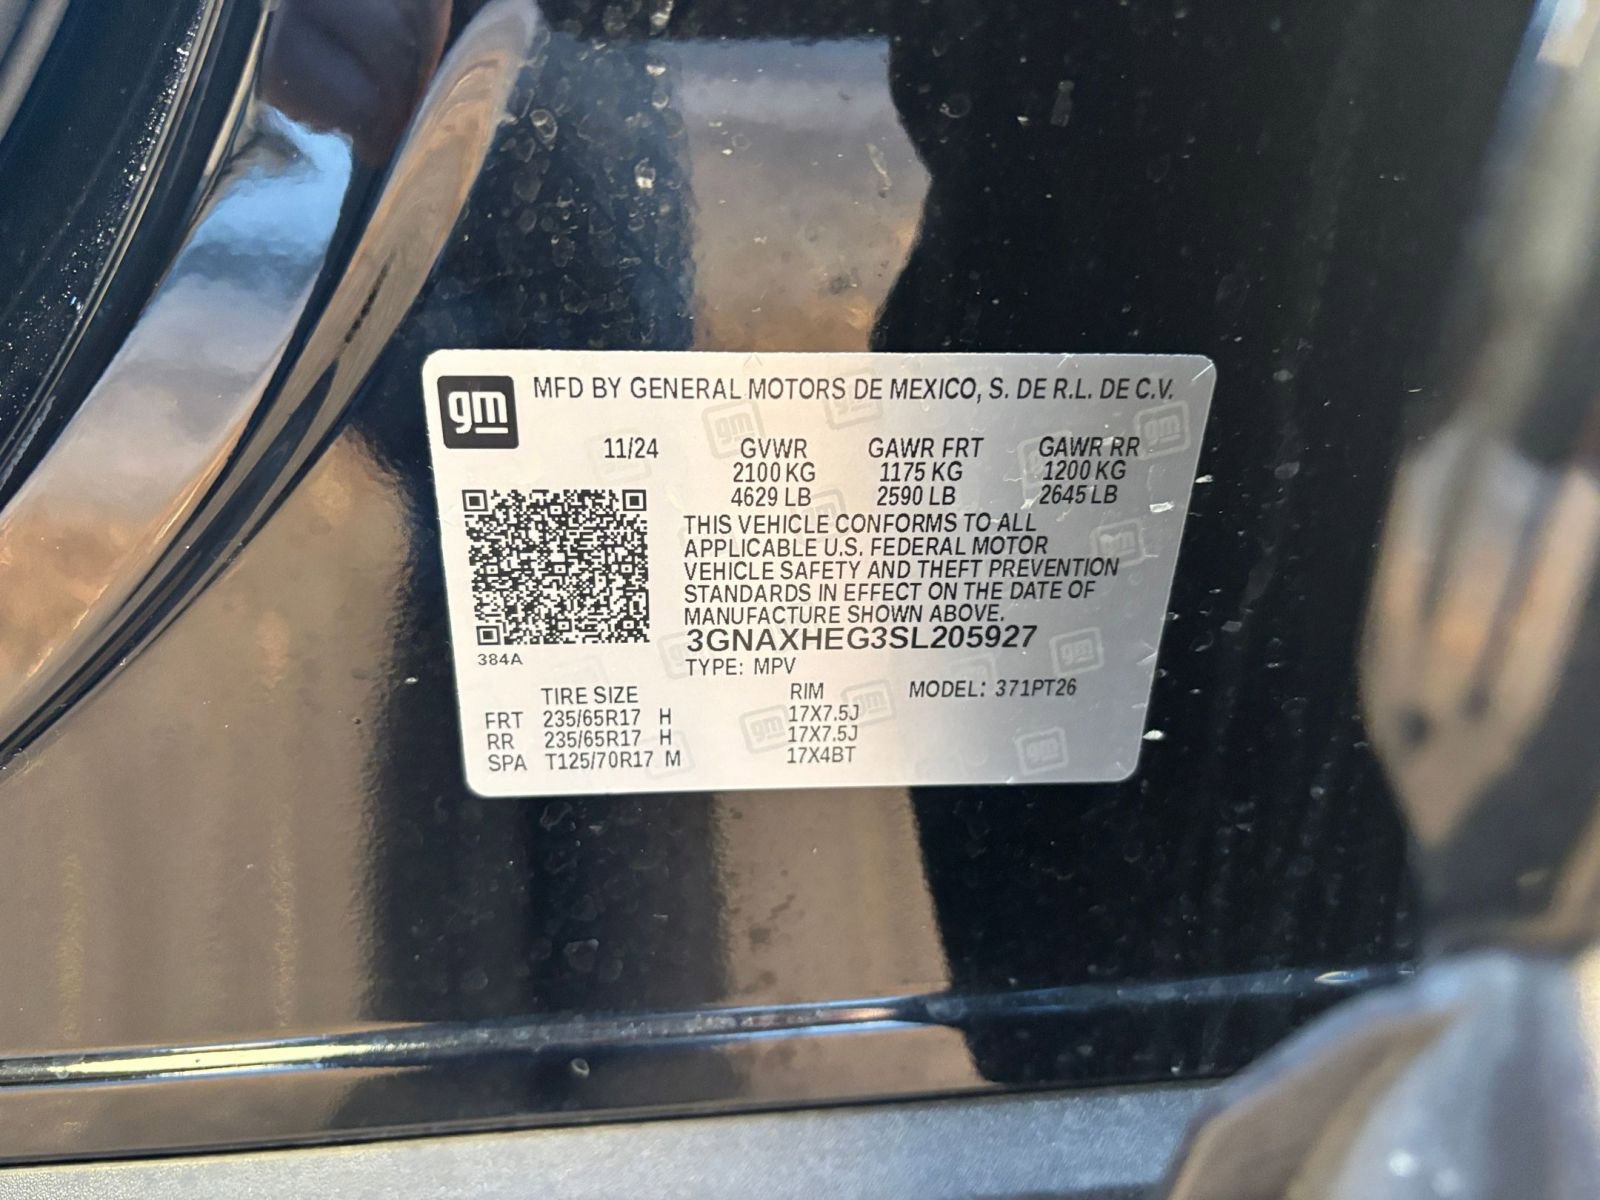 gm
MFD BY GENERAL MOTORS DE MEXICO, S. DE R.L. DE C.V.
11/24 GVWR GAWR FRT GAWR RR
2100 KG 1175 KG 1200 KG
4629 LB 2590 LB 2645 LB
THIS VEHICLE CONFORMS TO ALL
APPLICABLE U.S. FEDERAL MOTOR
VEHICLE SAFETY AND THEFT PREVENTION
STANDARDS IN EFFECT ON THE DATE OF
MANUFACTURE SHOWN ABOVE.
3GNAXHEG3SL205927
384A
TYPE: MPV
TIRE SIZE RIM MODEL: 371PT26
FRT 235/65R17 H 17X7.5J
RR 235/65R17 H 17X7.5J
SPA T125/70R17 M 17X4BT